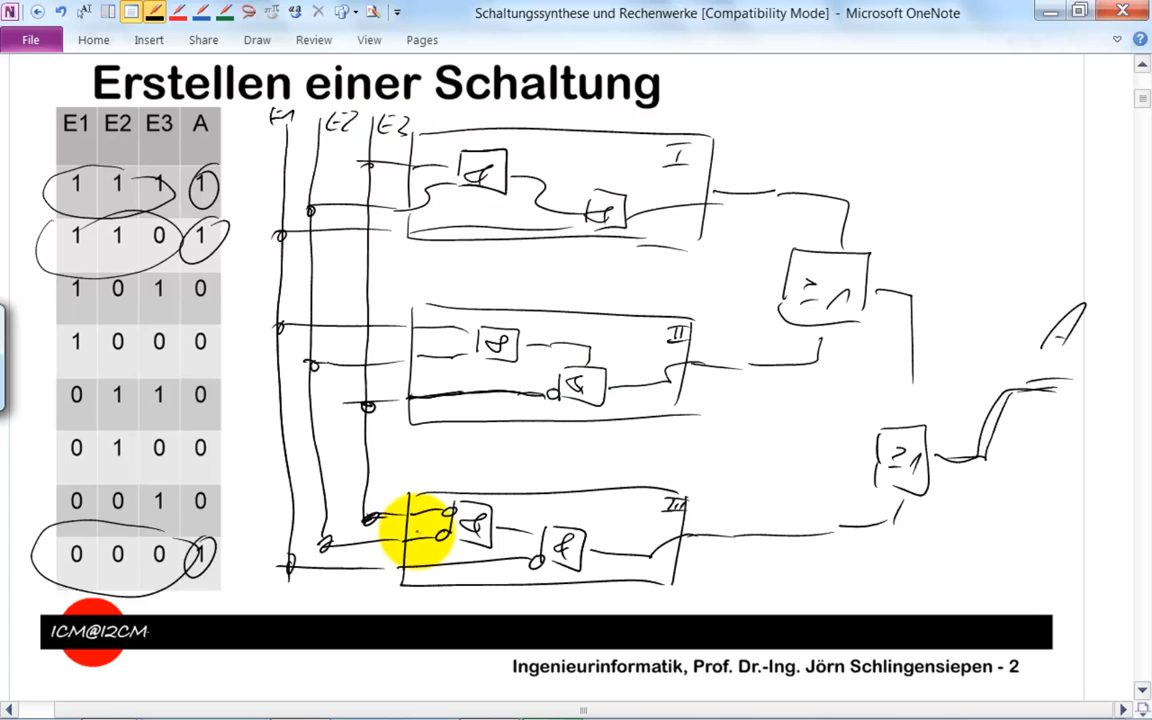 Schaltungssynthese und Rechenwerke [Compatibility Mode] - Microsoft OneNote
File Home Insert Share Draw Review View Pages
Erstellen einer Schaltung
E1 E2 E3 A
1 1 1 1
1 1 0 1
1 0 1 0
1 0 0 0
0 1 1 0
0 1 0 0
0 0 1 0
0 0 0 1
E1 E2 E3
I
&
&
≥1
II
&
&
A
≥1
III
&
&
1CM@12CM
Ingenieurinformatik, Prof. Dr.-Ing. Jörn Schlingensiepen - 2